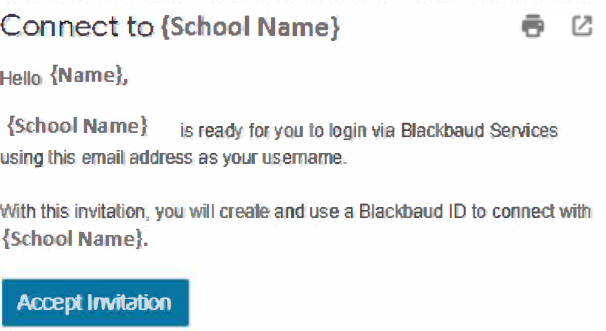 Connect to {School Name}
Hello {Name},
{School Name} is ready for you to login via Blackbaud Services
using this email address as your username.
With this invitation, you will create and use a Blackbaud ID to connect with
{School Name}.
Accept Invitation